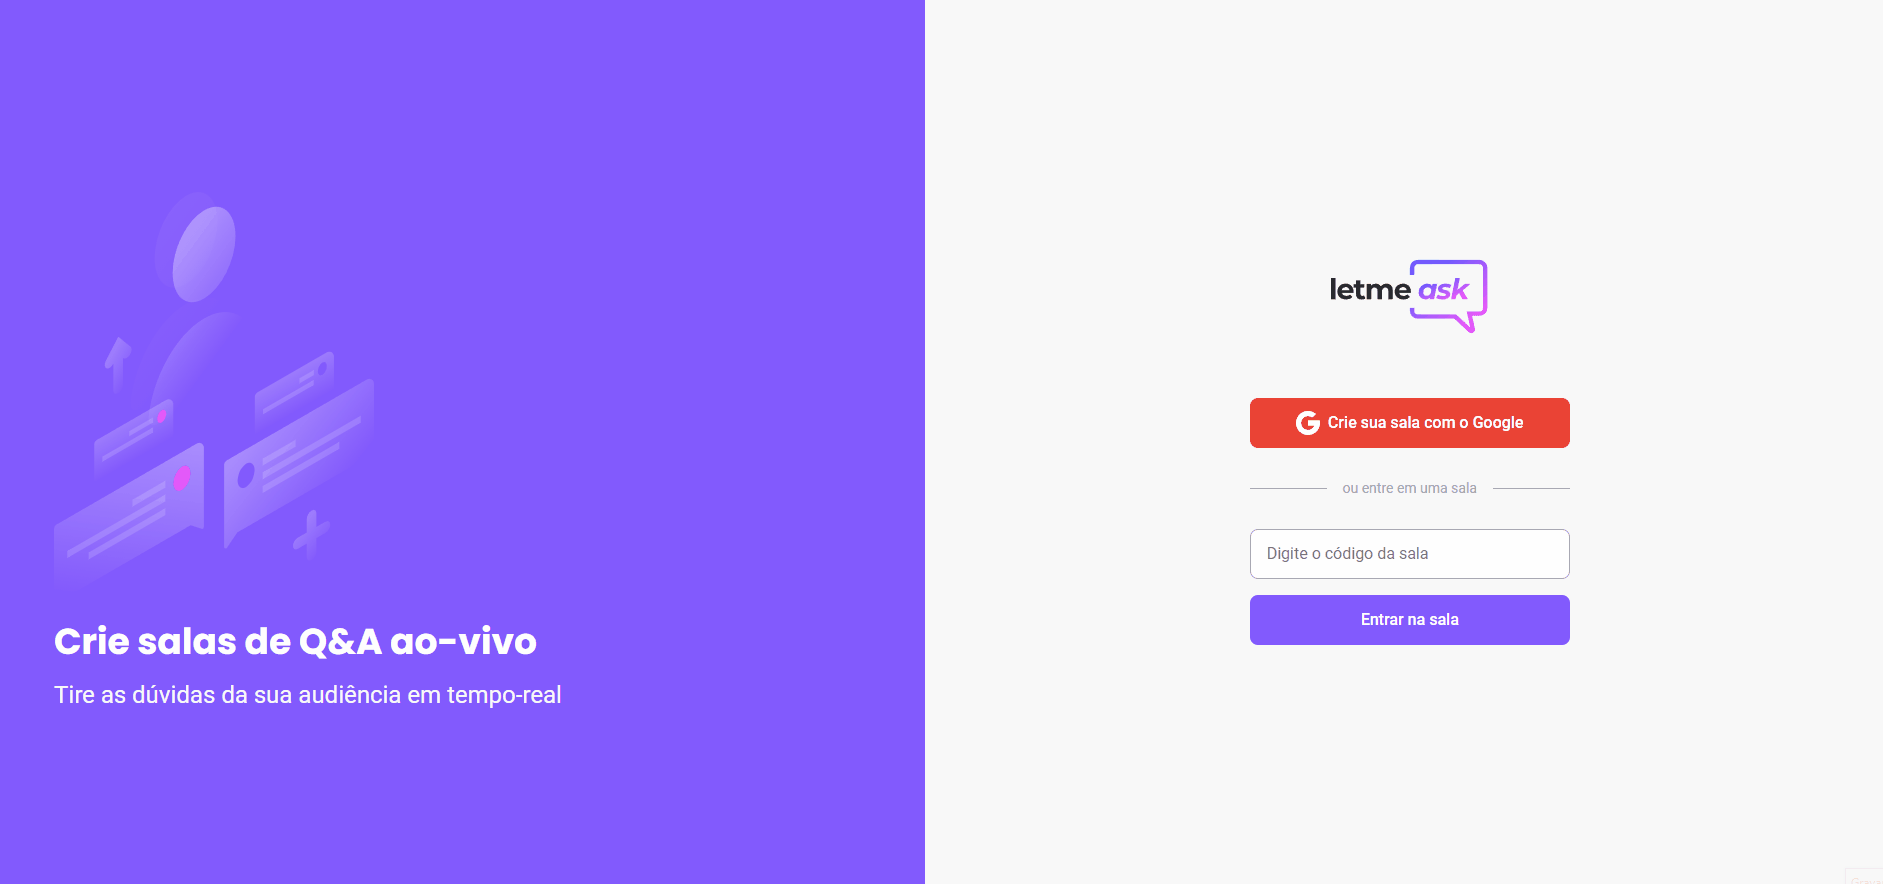 Crie salas de Q&A ao-vivo
Tire as dúvidas da sua audiência em tempo-real
letme ask
Crie sua sala com o Google
ou entre em uma sala
Digite o código da sala
Entrar na sala